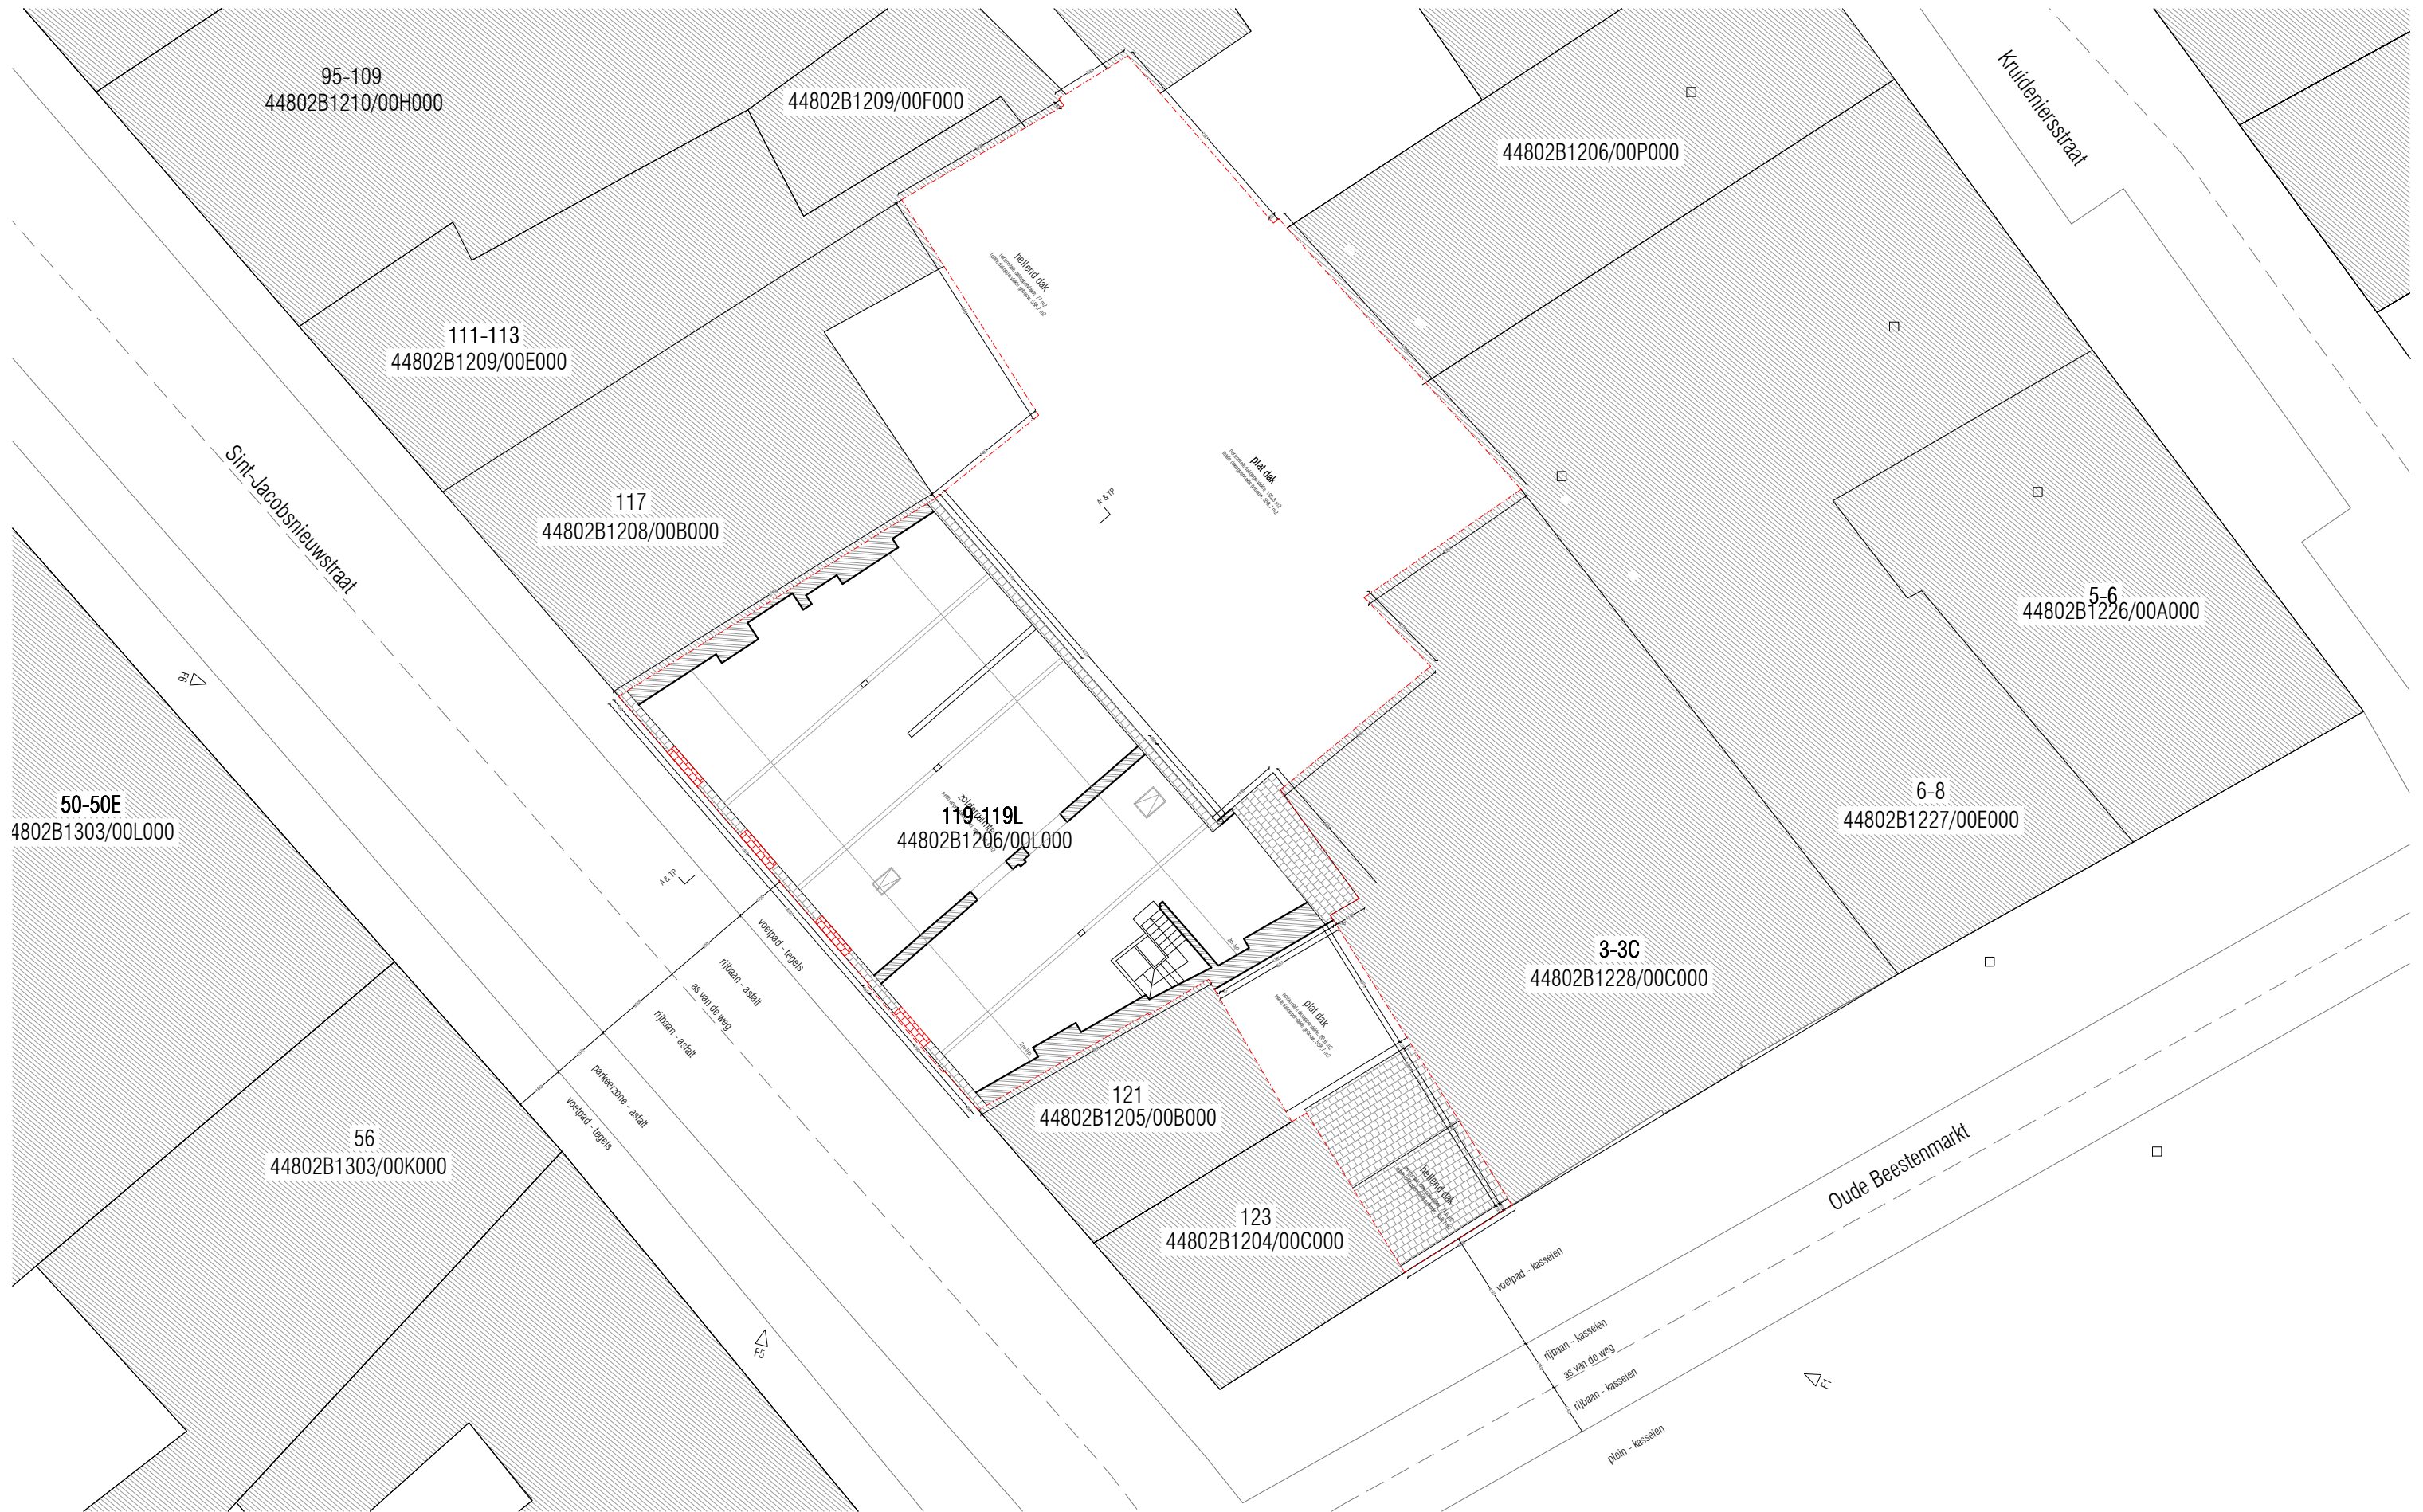 95-109
44802B1210/00H000
44802B1209/00F000
44802B1206/00P000
Kruideniersstraat
hellend dak
111-113
44802B1209/00E000
Sint-Jacobsnieuwstraat
plat dak
A' & TP
117
44802B1208/00B000
5-6
44802B1226/00A000
F6
50-50E
4802B1303/00L000
119-119L
44802B1206/00L000
6-8
44802B1227/00E000
A & TP
voetpad - tegels
rijbaan - asfalt
as van de weg
rijbaan - asfalt
parkeerzone - asfalt
voetpad - tegels
3-3C
44802B1228/00C000
plat dak
121
44802B1205/00B000
56
44802B1303/00K000
hellend dak
123
44802B1204/00C000
Oude Beestenmarkt
voetpad - kasseien
rijbaan - kasseien
as van de weg
rijbaan - kasseien
plein - kasseien
F5
F1